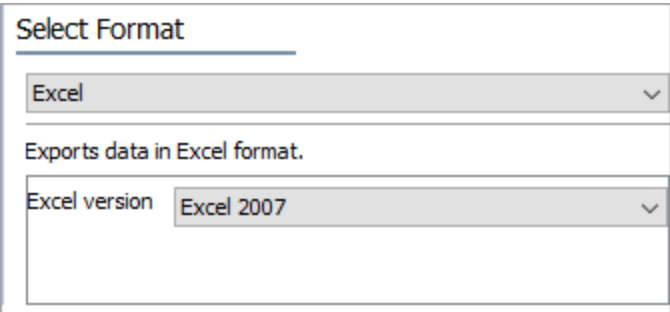 Select Format
Excel
Exports data in Excel format.
Excel version Excel 2007